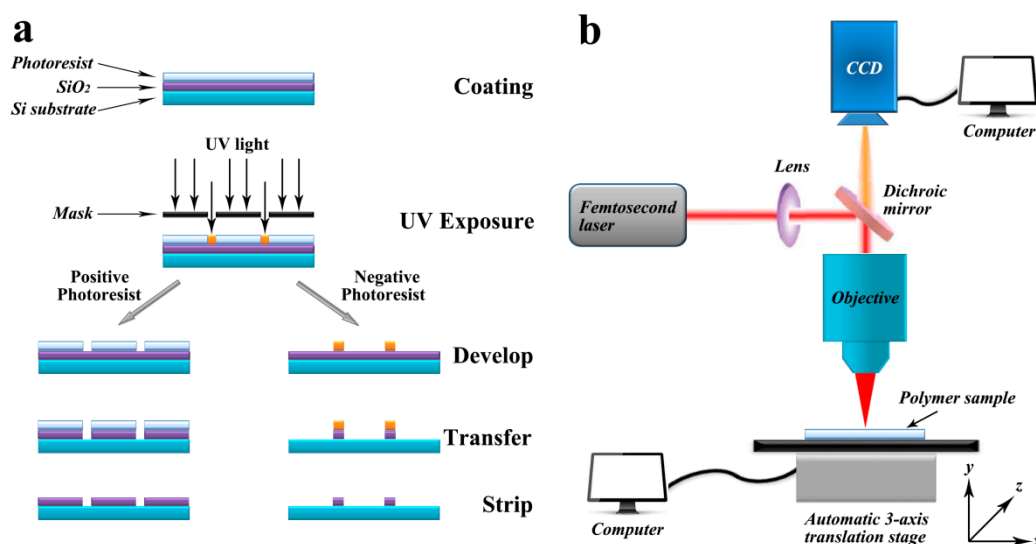 a
Photoresist
SiO₂
Si substrate
Coating
UV light
Mask
UV Exposure
Positive
Photoresist
Negative
Photoresist
Develop
Transfer
Strip
b
CCD
Computer
Lens
Dichroic
mirror
Femtosecond
laser
Objective
Polymer sample
Computer
Automatic 3-axis
translation stage
y
z